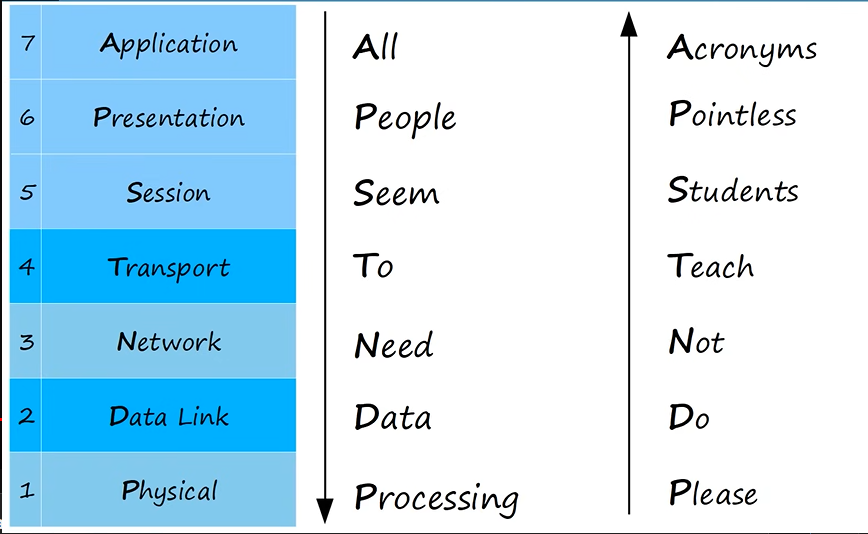 7 Application All Acronyms
6 Presentation People Pointless
5 Session Seem Students
4 Transport To Teach
3 Network Need Not
2 Data Link Data Do
1 Physical Processing Please